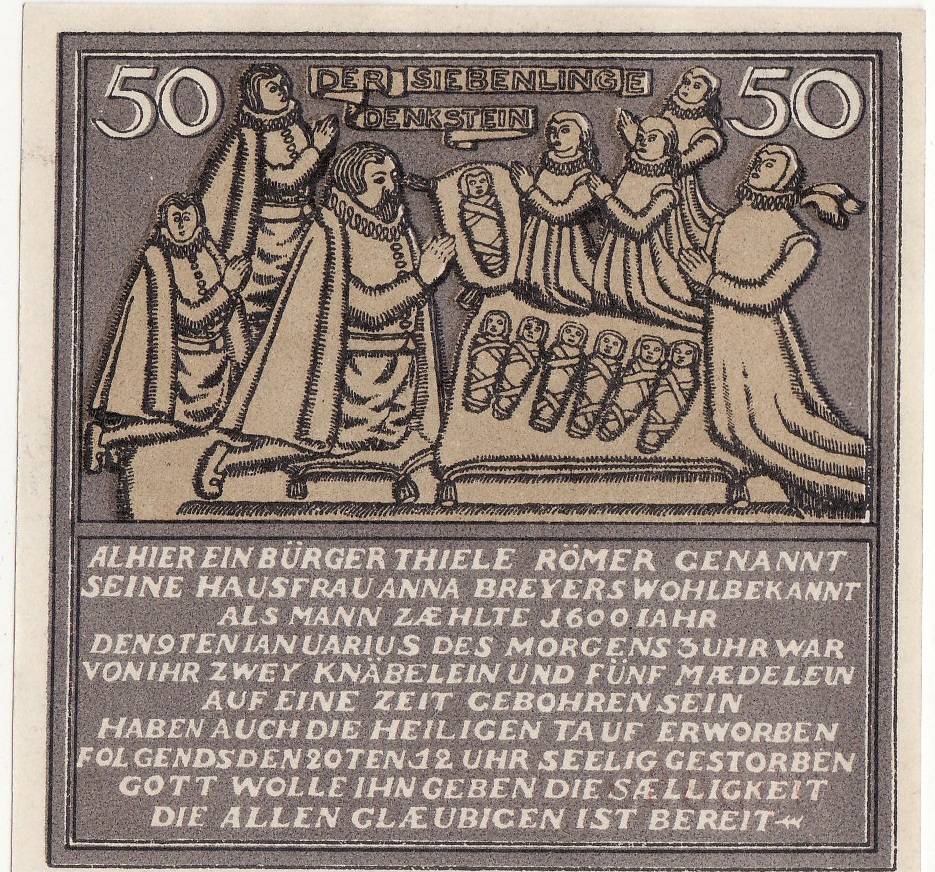 50 DER SIEBENLINGE 50
DENKSTEIN
ALHIER EIN BÜRGER THIELE RÖMER GENANNT
SEINE HAUSFRAU ANNA BREYERS WOHLBEKANNT
ALS MANN ZÆHLTE 1600 IAHR
DEN 9TEN IANUARIUS DES MORGENS 3 UHR WAR
VON IHR ZWEY KNÄBELEIN UND FÜNF MÆDELEIN
AUF EINE ZEIT GEBOHREN SEIN
HABEN AUCH DIE HEILIGEN TAUF ERWORBEN
FOLGENDS DEN 20TEN 12 UHR SEELIG GESTORBEN
GOTT WOLLE IHN GEBEN DIE SÆLLIGKEIT
DIE ALLEN GLÆUBIGEN IST BEREIT